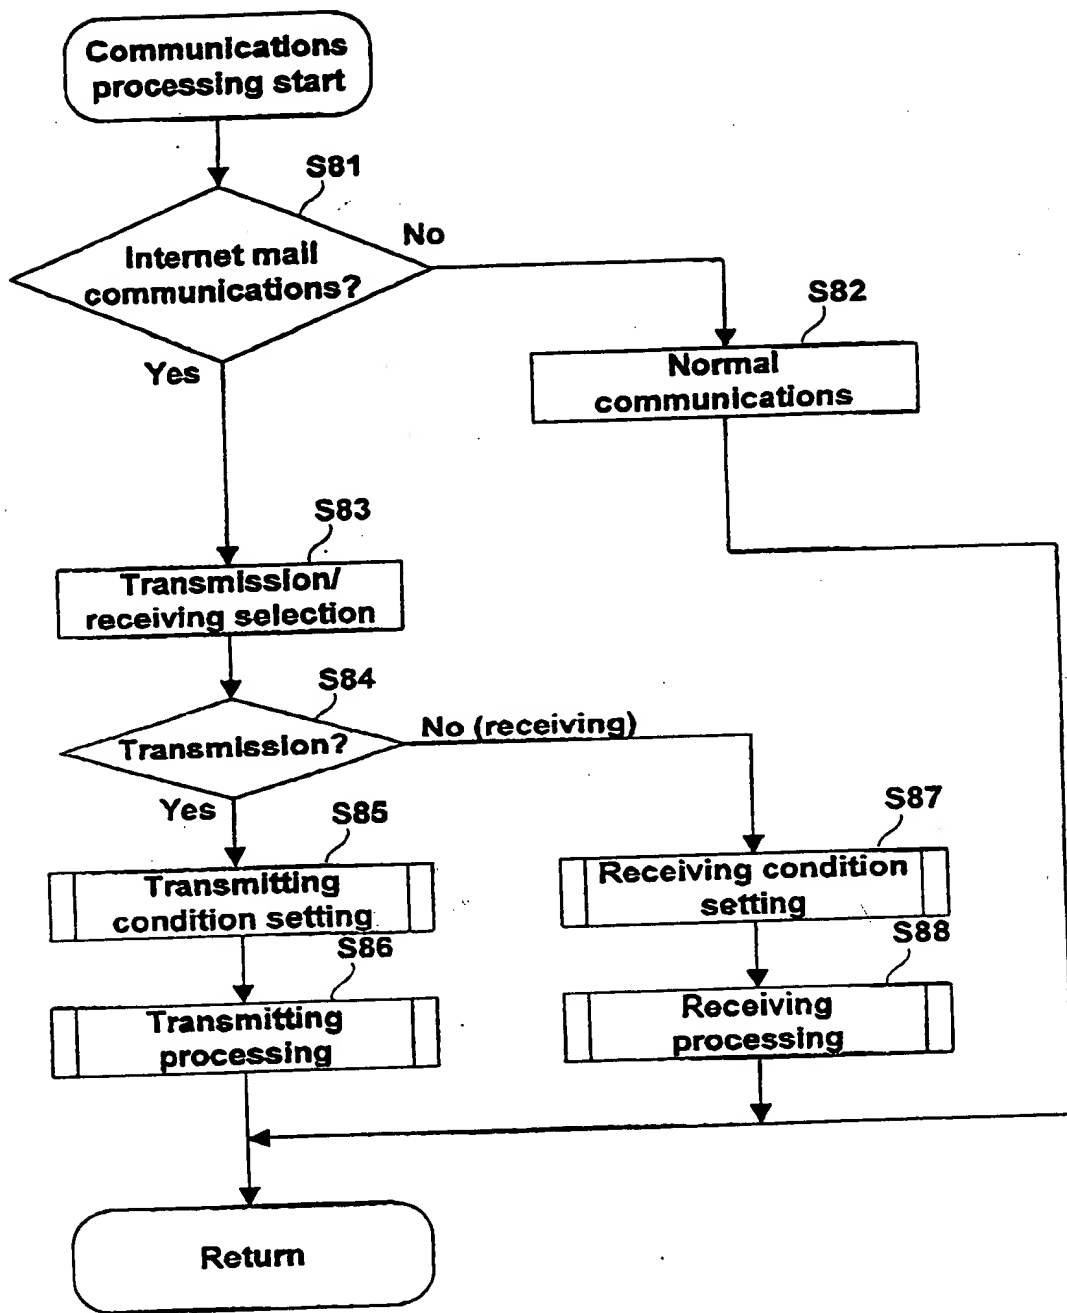 Communications
processing start
S81
Internet mail
communications?
No
Yes
S82
Normal
communications
S83
Transmission/
receiving selection
S84
Transmission?
No (receiving)
Yes
S85
Transmitting
condition setting
S87
Receiving condition
setting
S86
Transmitting
processing
S88
Receiving
processing
Return